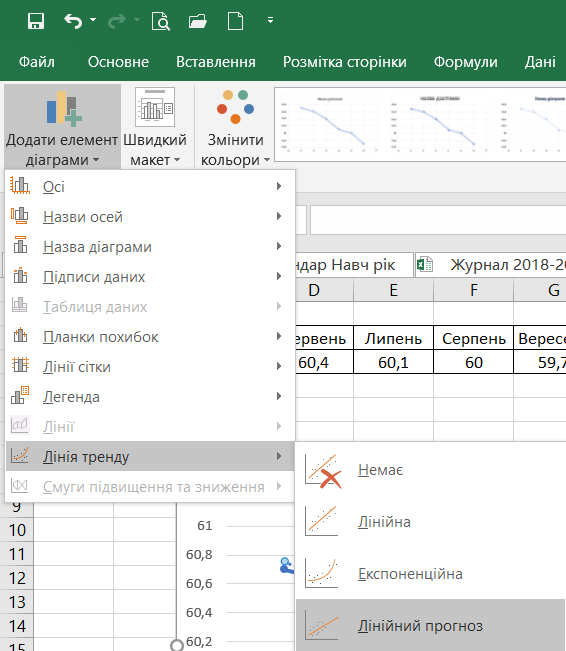 Файл Основне Вставлення Розмітка сторінки Формули Дані
Додати елемент діаграми
Швидкий макет
Змінити кольори
Осі
Назви осей
Назва діаграми
Підписи даних
Таблиця даних
Планки похибок
Лінії сітки
Легенда
Лінії
Лінія тренду
Смуги підвищення та зниження
Немає
Лінійна
Експоненційна
Лінійний прогноз
ндар Навч рік Журнал 2018-20
D E F G
ервень Липень Серпень Вересе
60,4 60,1 60 59,7
9
10
11
12
13
14
15
61
60,8
60,6
60,4
60,2